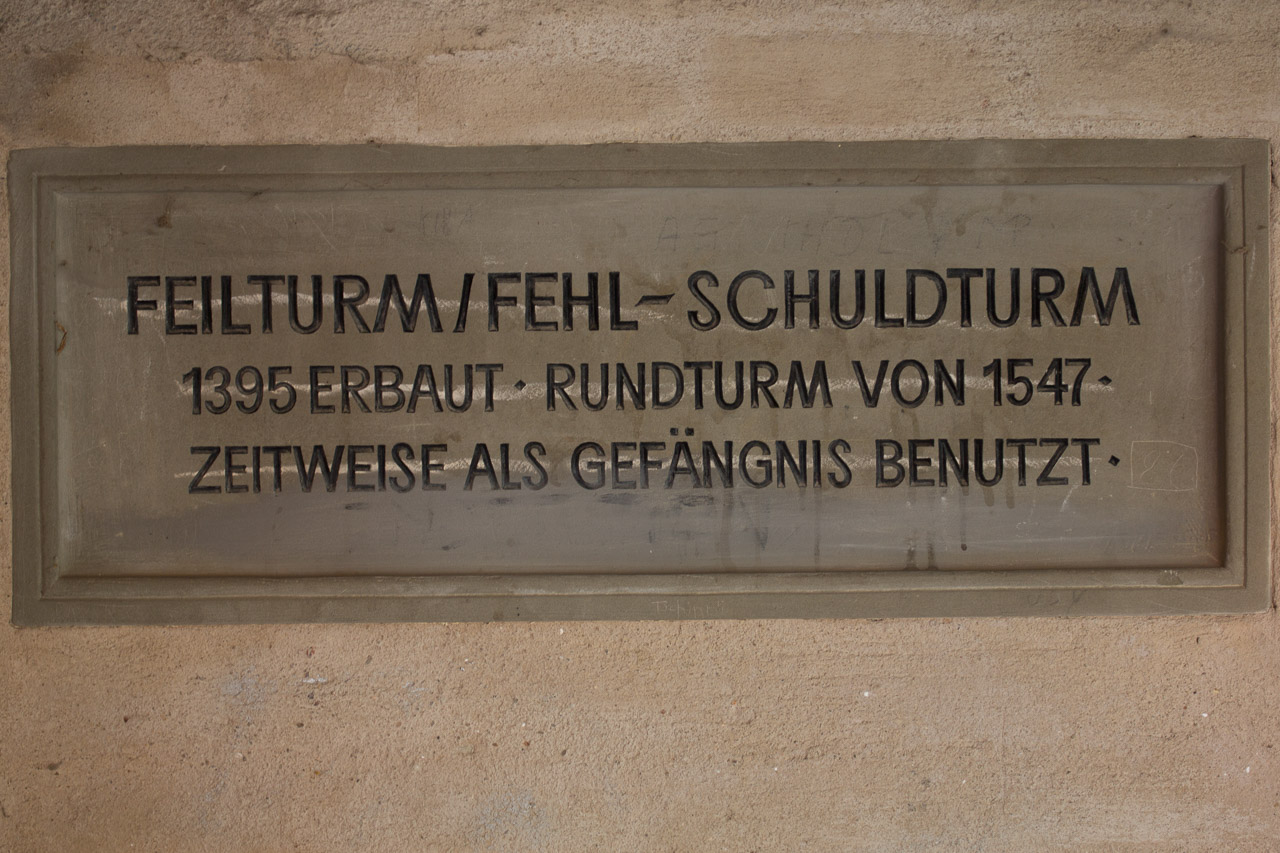 FEILTURM/FEHL-SCHULDTURM
1395 ERBAUT · RUNDTURM VON 1547 ·
ZEITWEISE ALS GEFÄNGNIS BENUTZT ·